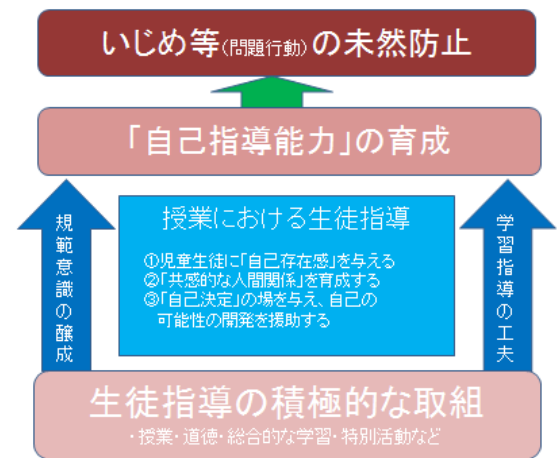 いじめ等(問題行動)の未然防止
「自己指導能力」の育成
規範意識の醸成
授業における生徒指導
①児童生徒に「自己存在感」を与える
②「共感的な人間関係」を育成する
③「自己決定」の場を与え、自己の
可能性の開発を援助する
学習指導の工夫
生徒指導の積極的な取組
・授業・道徳・総合的な学習・特別活動など